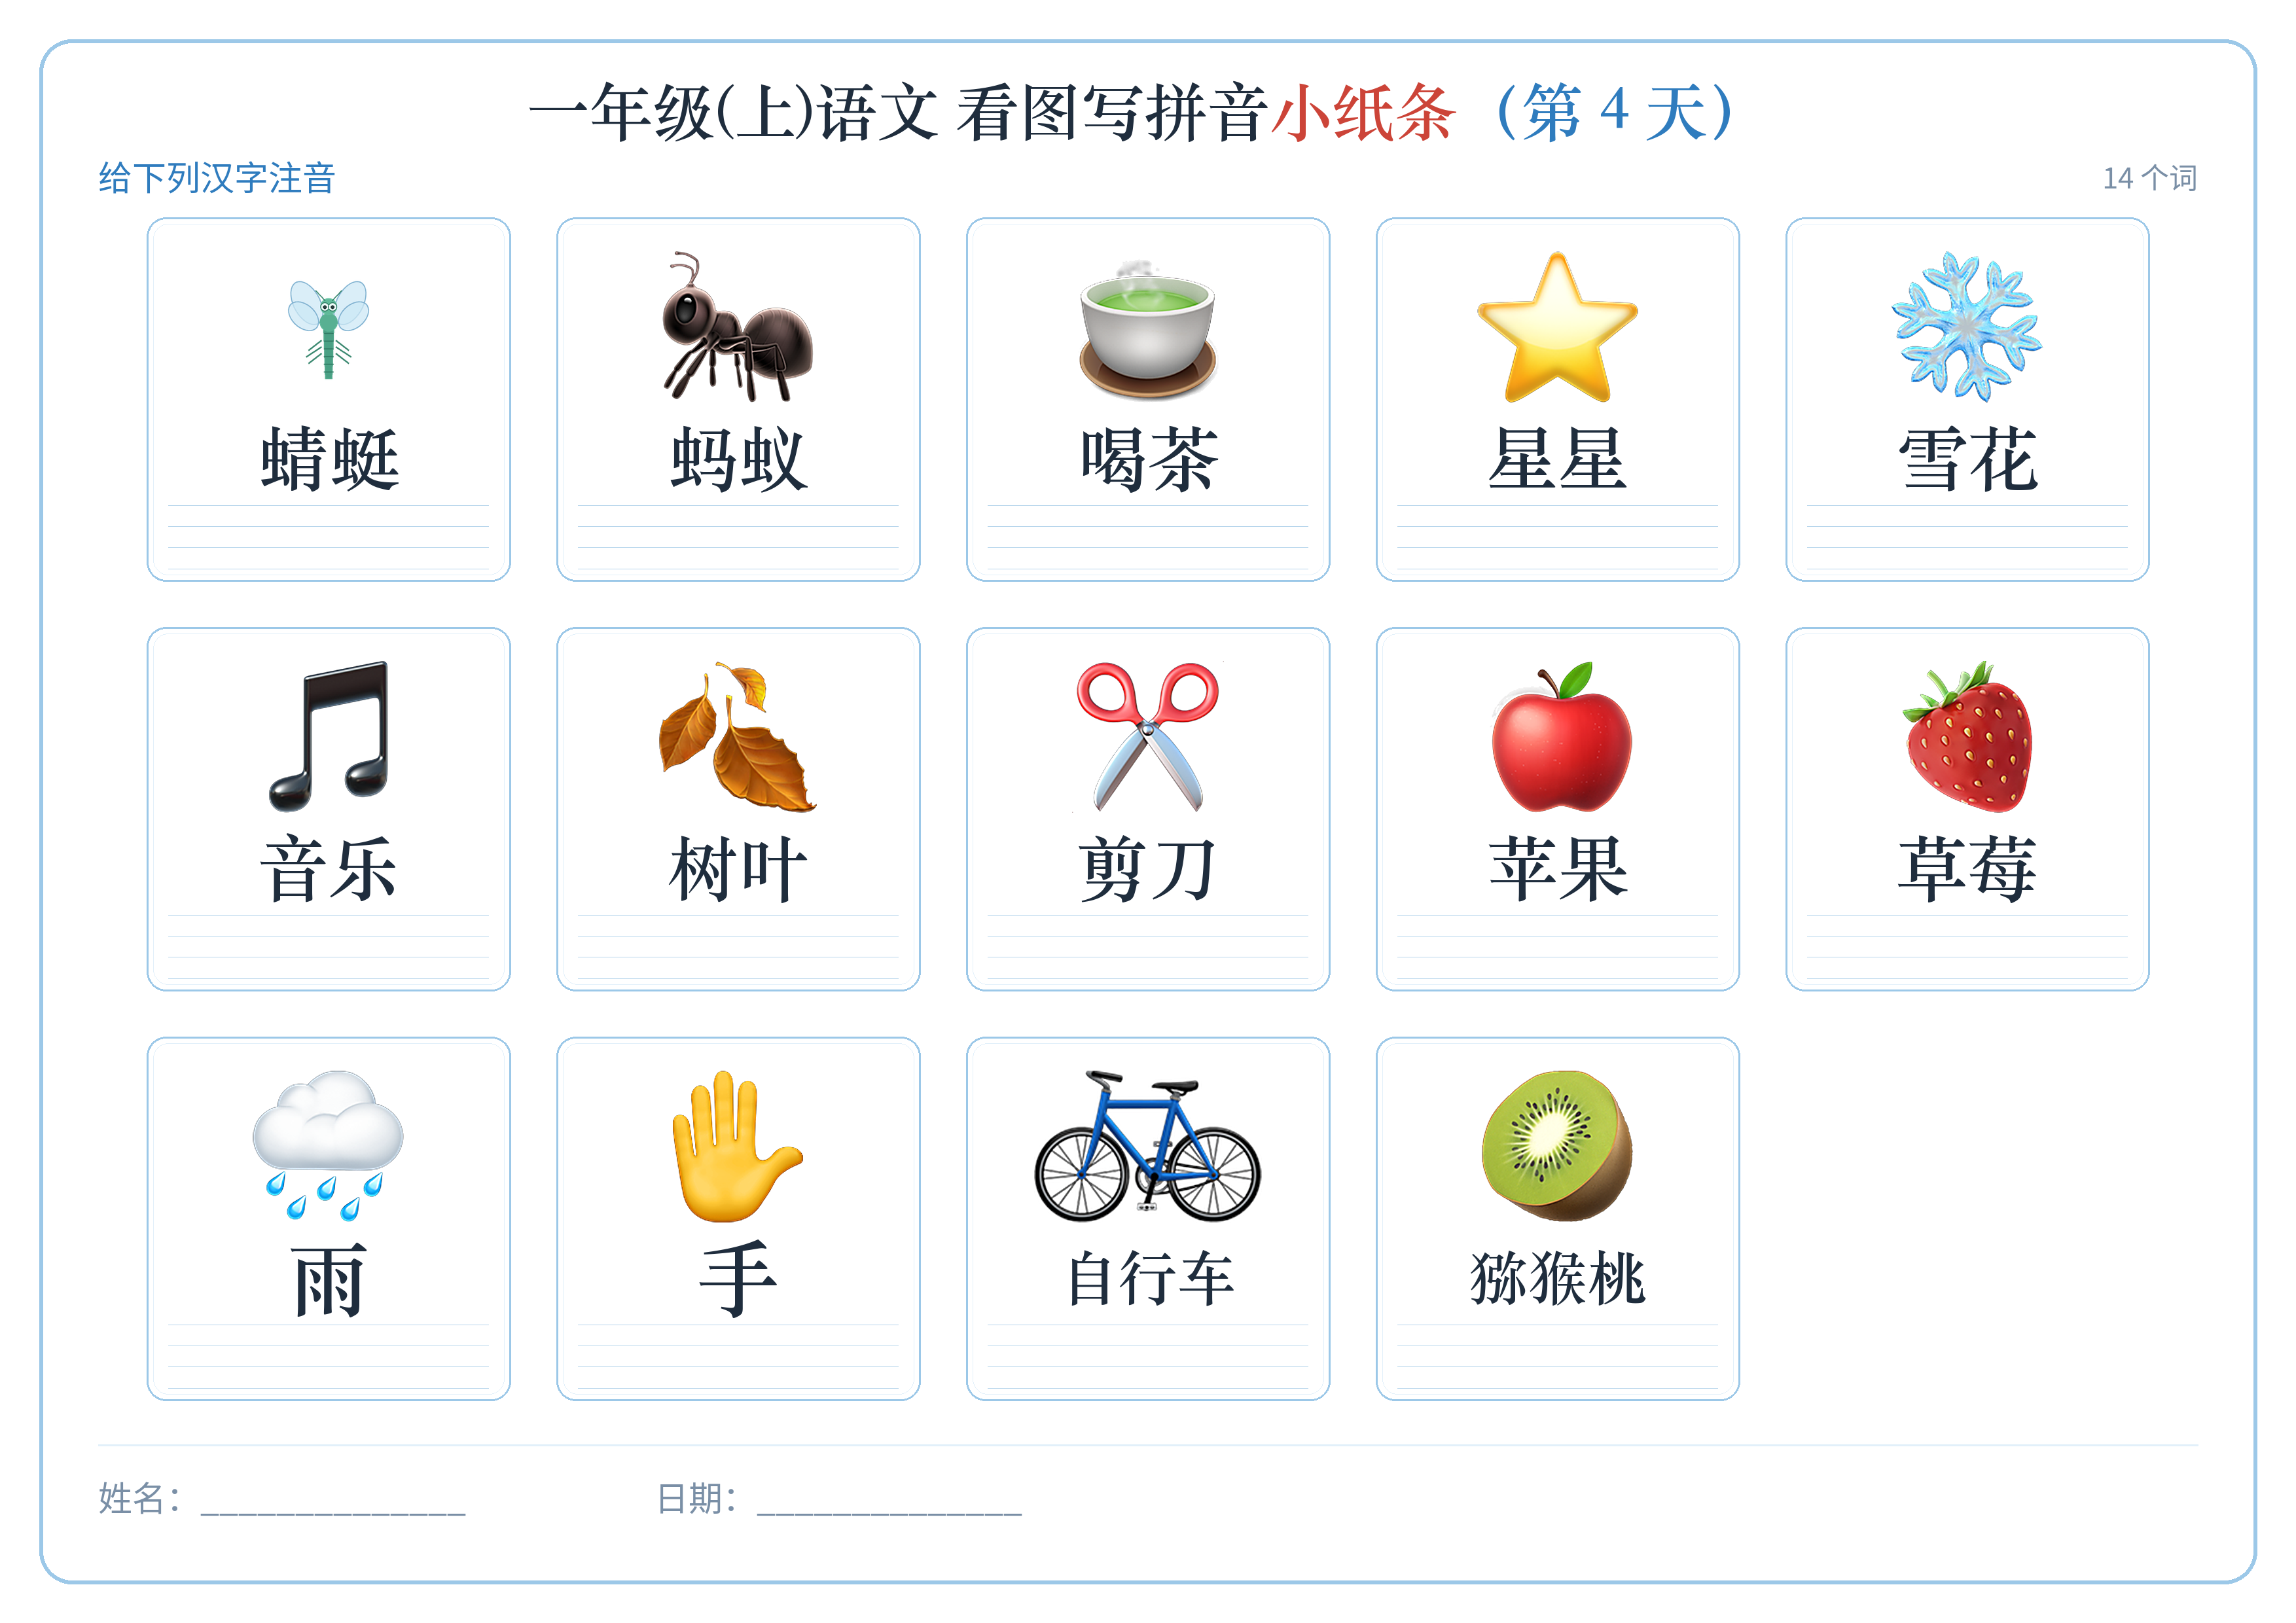 一年级(上)语文 看图写拼音小纸条（第 4 天）
给下列汉字注音
14 个词
蜻蜓 蚂蚁 喝茶 星星 雪花
音乐 树叶 剪刀 苹果 草莓
雨 手 自行车 猕猴桃
姓名：______________ 日期：______________